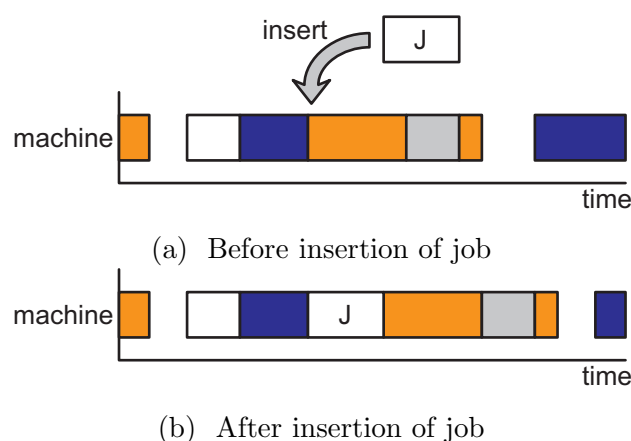 insert
J
machine
time
(a) Before insertion of job
machine
J
time
(b) After insertion of job